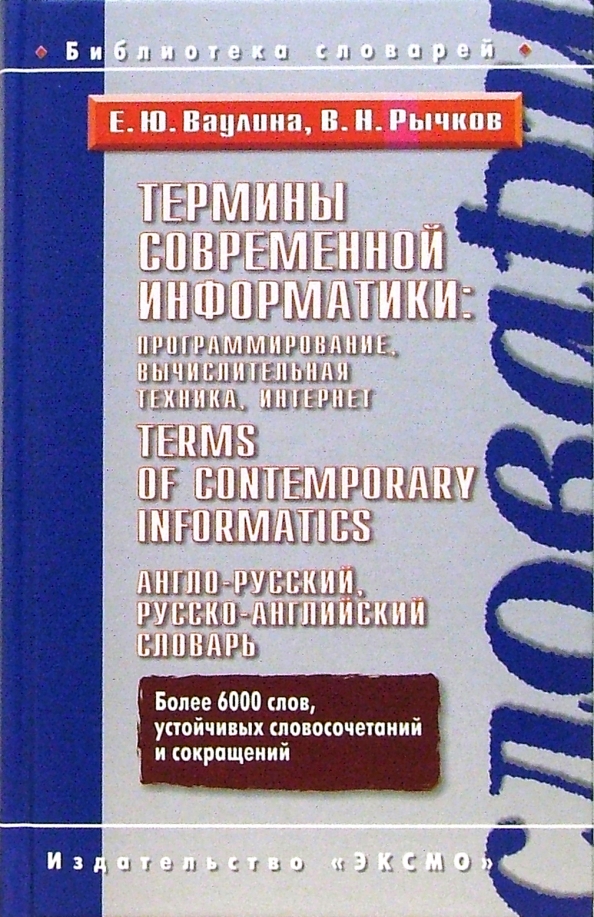 Библиотека словарей
Е. Ю. Ваулина, В. Н. Рычков
ТЕРМИНЫ
СОВРЕМЕННОЙ
ИНФОРМАТИКИ:
ПРОГРАММИРОВАНИЕ,
ВЫЧИСЛИТЕЛЬНАЯ
ТЕХНИКА, ИНТЕРНЕТ
TERMS
OF CONTEMPORARY
INFORMATICS
АНГЛО-РУССКИЙ,
РУССКО-АНГЛИЙСКИЙ
СЛОВАРЬ
Более 6000 слов,
устойчивых словосочетаний
и сокращений
Издательство «ЭКСМО»
словари